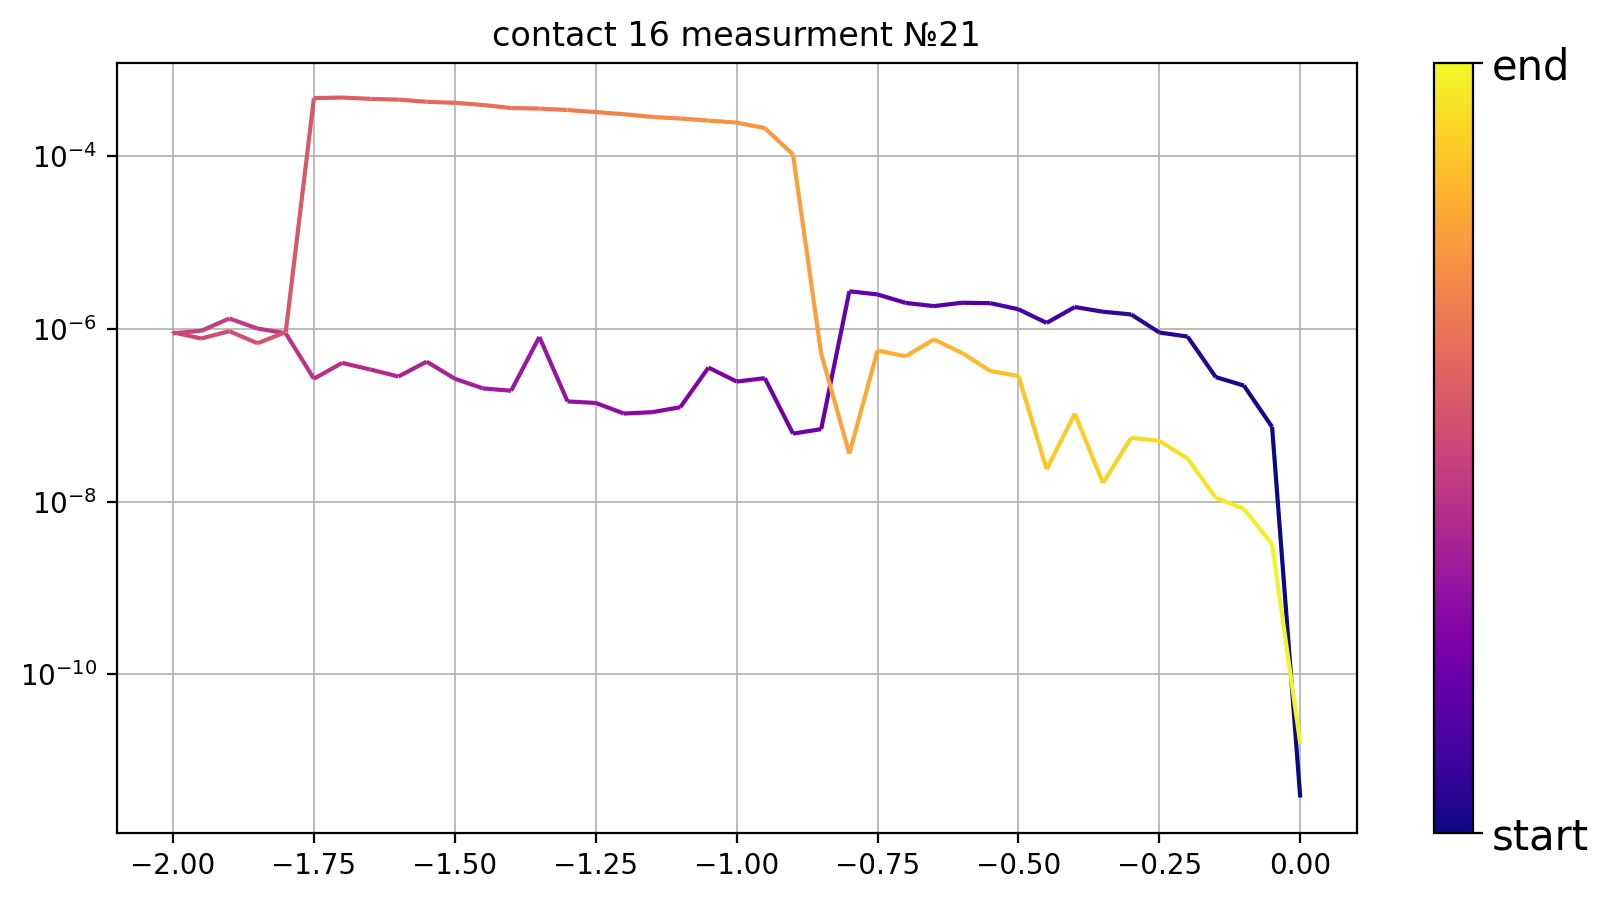 contact 16 measurment №21
end
10⁻⁴
10⁻⁶
10⁻⁸
10⁻¹⁰
start
−2.00 −1.75 −1.50 −1.25 −1.00 −0.75 −0.50 −0.25 0.00